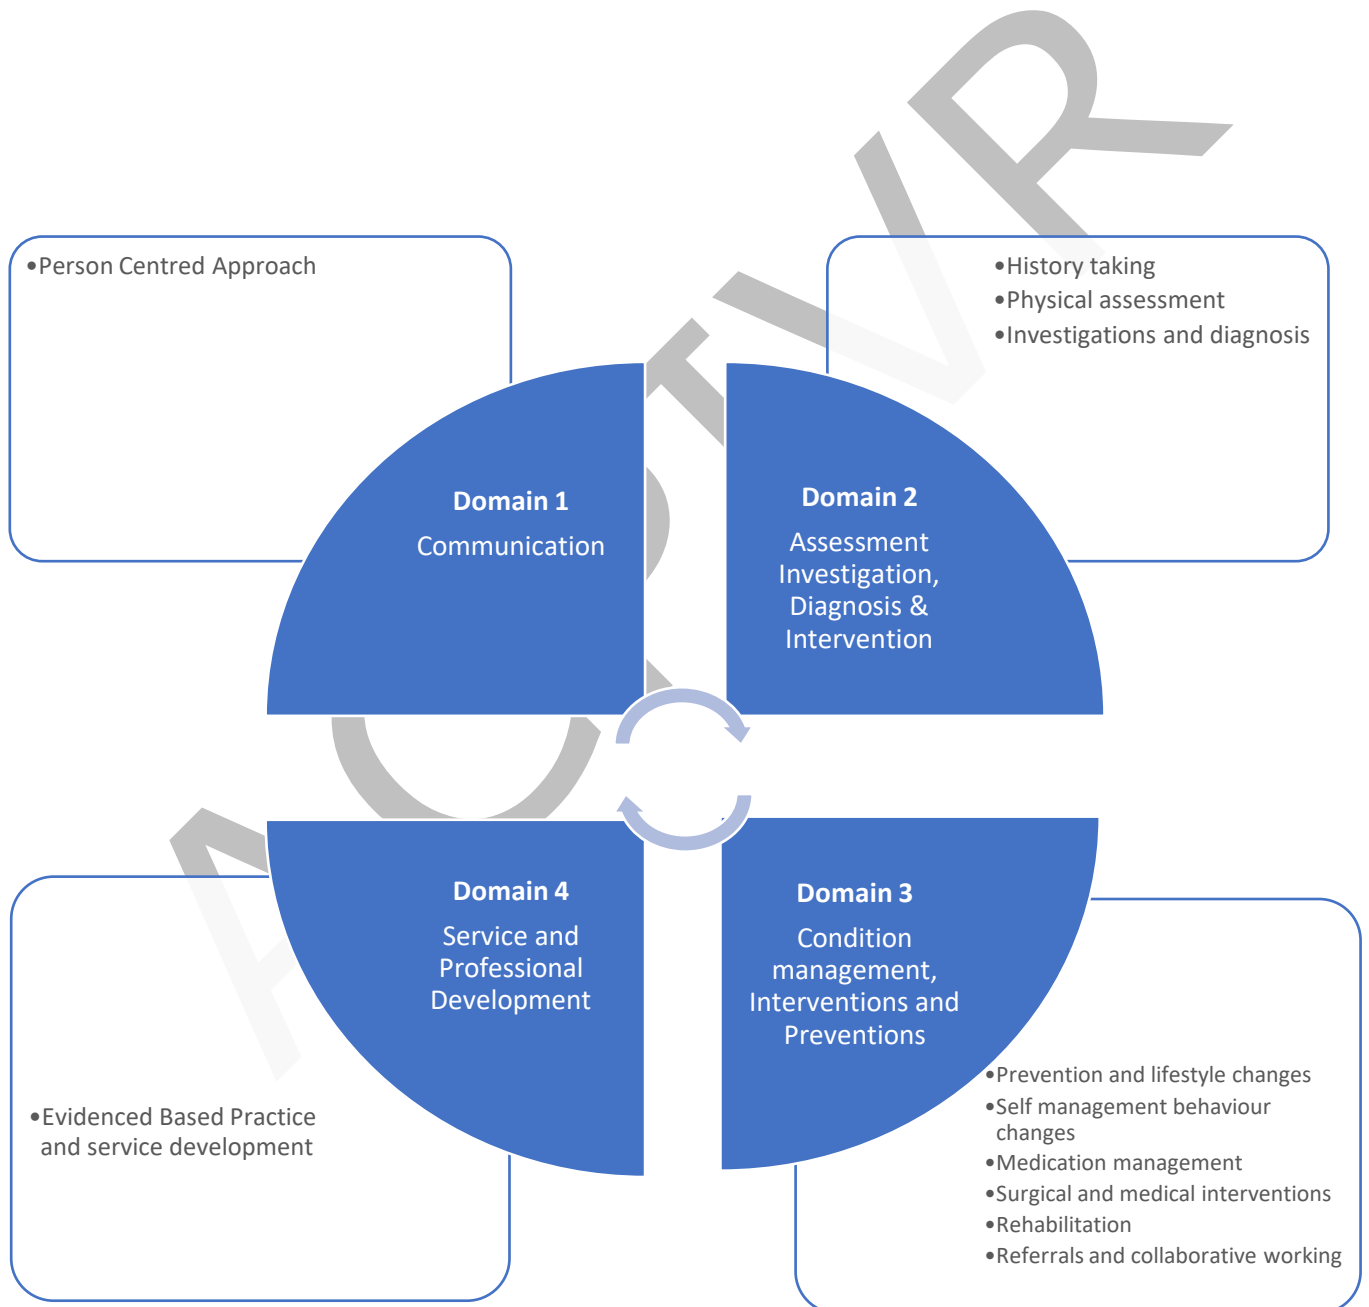 •Person Centred Approach
•History taking
•Physical assessment
•Investigations and diagnosis
Domain 1
Communication
Domain 2
Assessment
Investigation,
Diagnosis &
Intervention
Domain 4
Service and
Professional
Development
Domain 3
Condition
management,
Interventions and
Preventions
•Evidenced Based Practice
and service development
•Prevention and lifestyle changes
•Self management behaviour
changes
•Medication management
•Surgical and medical interventions
•Rehabilitation
•Referrals and collaborative working